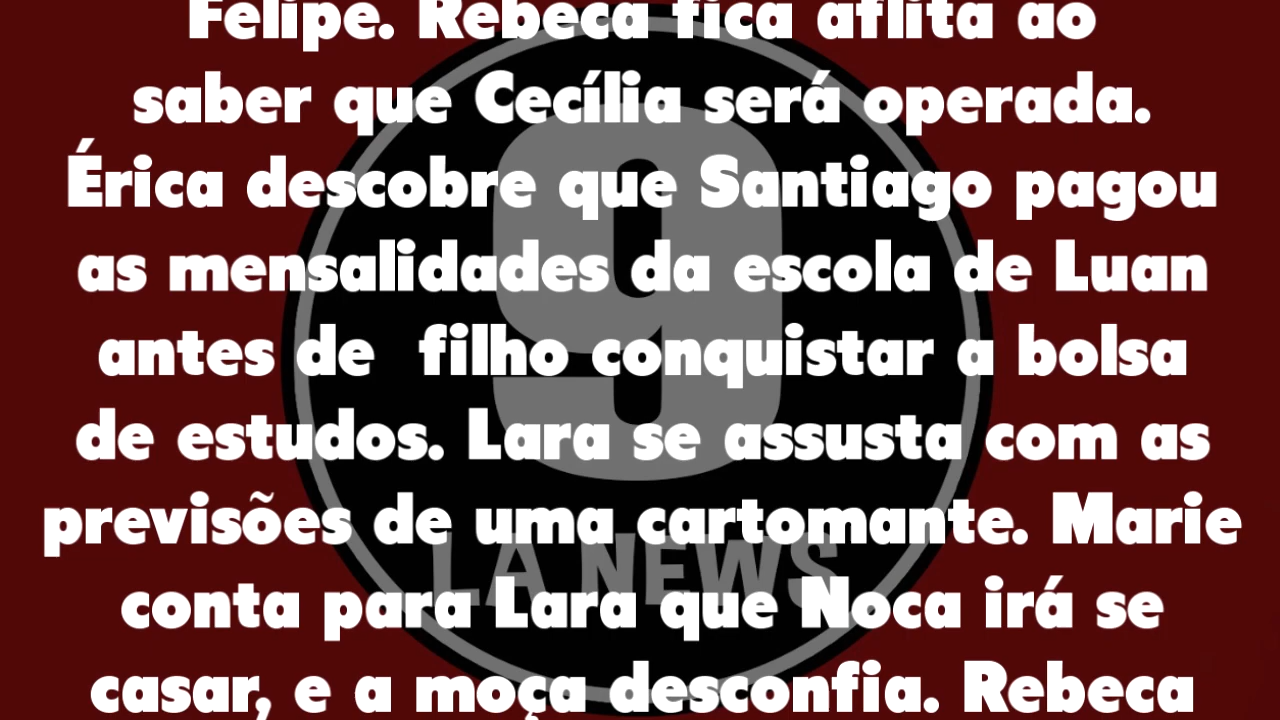 Felipe. Rebeca fica aflita ao
saber que Cecília será operada.
Érica descobre que Santiago pagou
as mensalidades da escola de Luan
antes de  filho conquistar a bolsa
de estudos. Lara se assusta com as
previsões de uma cartomante. Marie
conta para Lara que Noca irá se
casar, e a moça desconfia. Rebeca
9
LA NEWS